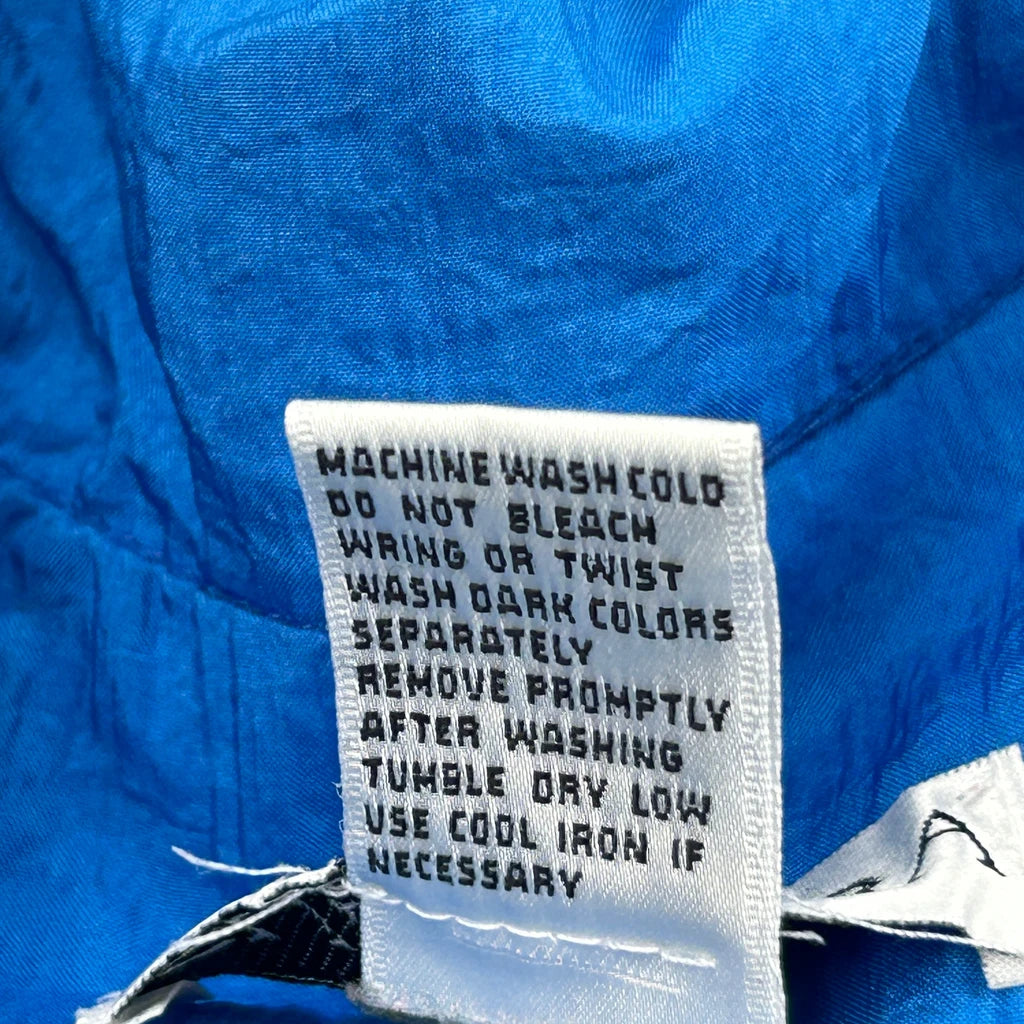 MACHINE WASH COLD
DO NOT BLEACH
WRING OR TWIST
WASH DARK COLORS
SEPARATELY
REMOVE PROMPTLY
AFTER WASHING
TUMBLE DRY LOW
USE COOL IRON IF
NECESSARY